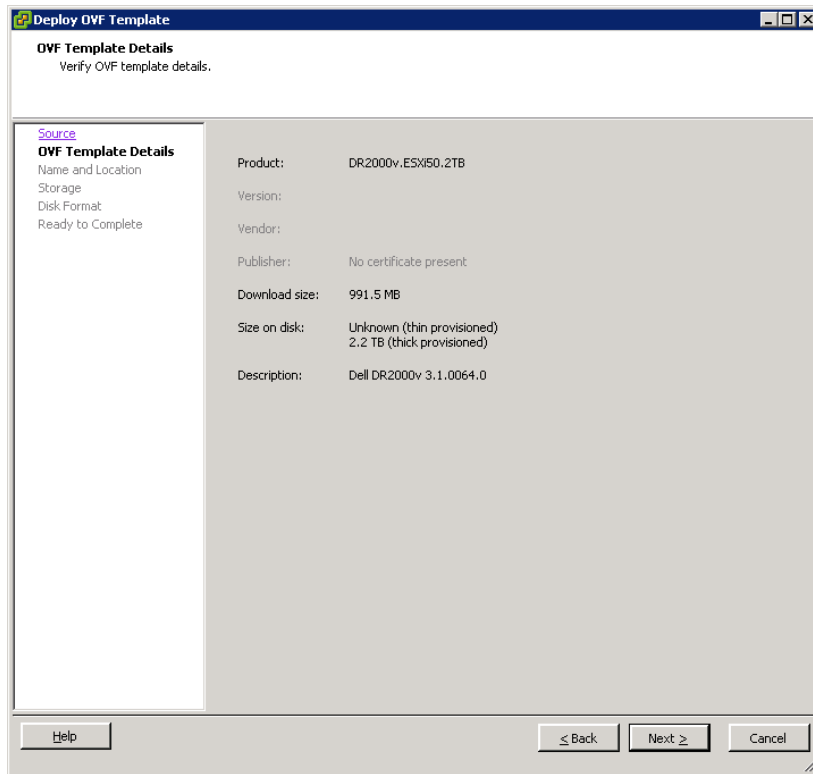 Deploy OVF Template
OVF Template Details
Verify OVF template details.
Source
OVF Template Details
Name and Location
Storage
Disk Format
Ready to Complete
Product: DR2000v.ESXi50.2TB
Version:
Vendor:
Publisher: No certificate present
Download size: 991.5 MB
Size on disk: Unknown (thin provisioned)
2.2 TB (thick provisioned)
Description: Dell DR2000v 3.1.0064.0
Help
< Back
Next >
Cancel